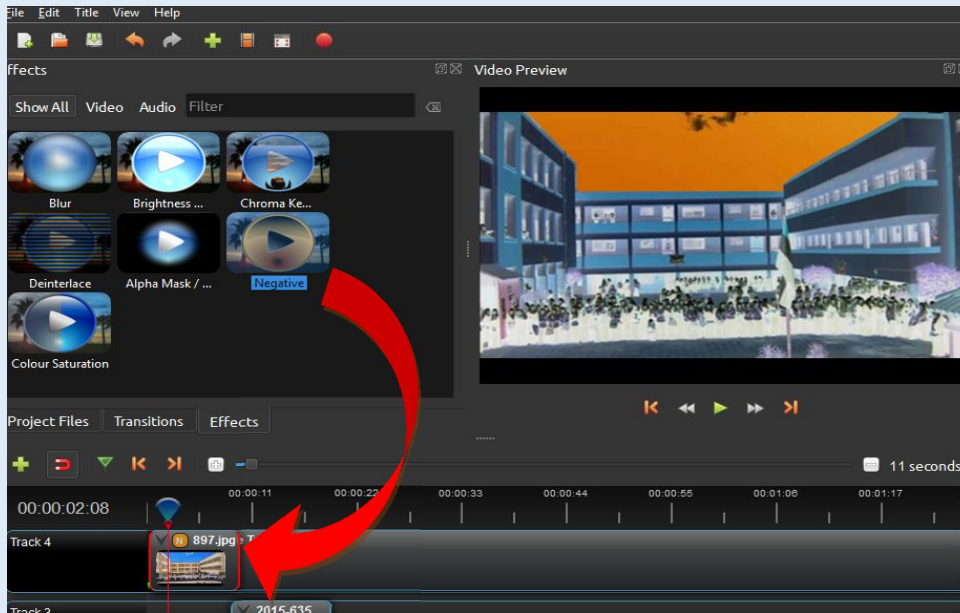 File Edit Title View Help
ffects
Video Preview
Show All Video Audio Filter
Blur
Brightness ...
Chroma Ke...
Deinterlace
Alpha Mask / ...
Negative
Colour Saturation
Project Files Transitions Effects
11 seconds
00:00:02:08
00:00:11
00:00:22
00:00:33
00:00:44
00:00:55
00:01:06
00:01:17
Track 4
N
897.jpg
Track 3
2015-635